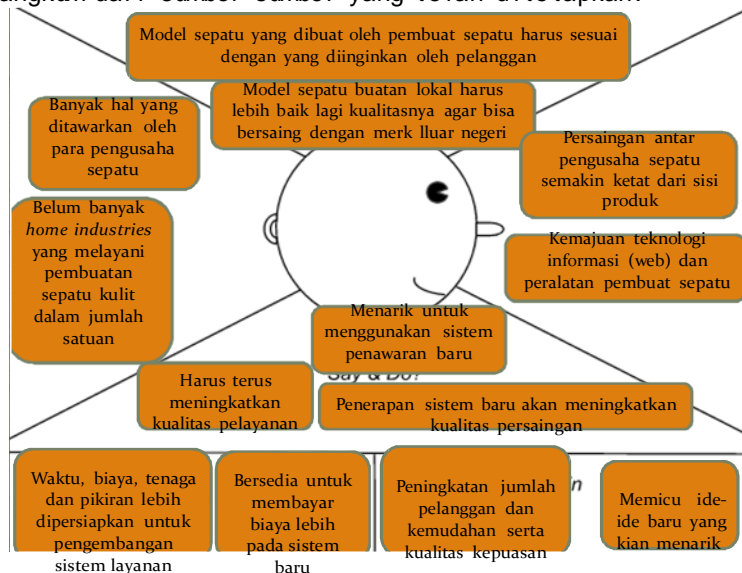 Model sepatu yang dibuat oleh pembuat sepatu harus sesuai
dengan yang diinginkan oleh pelanggan
Model sepatu buatan lokal harus
lebih baik lagi kualitasnya agar bisa
bersaing dengan merk lluar negeri
Banyak hal yang
ditawarkan oleh
para pengusaha
sepatu
Persaingan antar
pengusaha sepatu
semakin ketat dari sisi
produk
Belum banyak
home industries
yang melayani
pembuatan
sepatu kulit
dalam jumlah
satuan
Kemajuan teknologi
informasi (web) dan
peralatan pembuat sepatu
Menarik untuk
menggunakan sistem
penawaran baru
Say & Do?
Harus terus
meningkatkan
kualitas pelayanan
Penerapan sistem baru akan meningkatkan
kualitas persaingan
Waktu, biaya, tenaga
dan pikiran lebih
dipersiapkan untuk
pengembangan
sistem layanan
Bersedia untuk
membayar
biaya lebih
pada sistem
baru
Peningkatan jumlah
pelanggan dan
kemudahan serta
kualitas kepuasan
Memicu ide-
ide baru yang
kian menarik